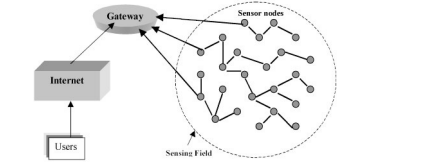 Sensor nodes
Gateway
Internet
Users
Sensing Field